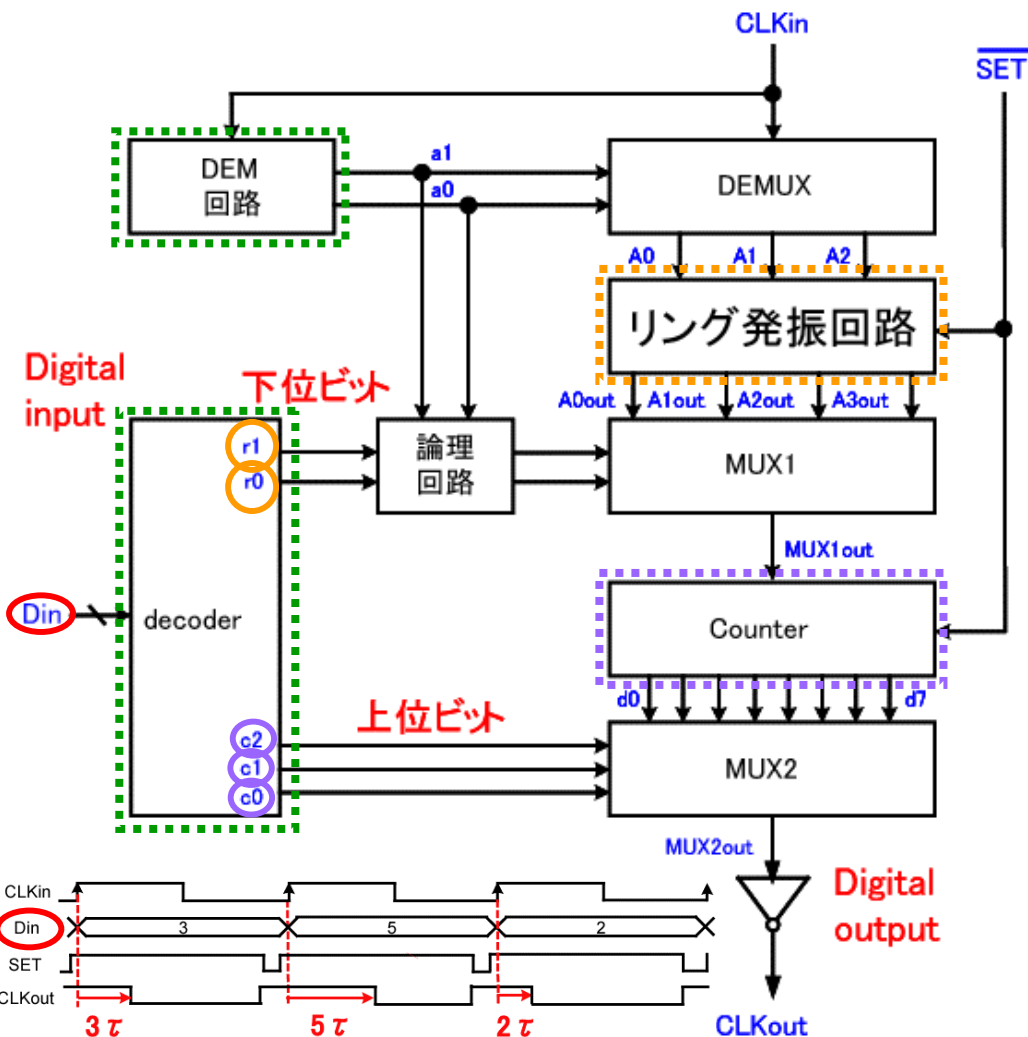 CLKin
SET
DEM
回路
a1
a0
DEMUX
A0
A1
A2
リング発振回路
Digital
input
下位ビット
A0out
A1out
A2out
A3out
r1
r0
論理
回路
MUX1
MUX1out
Din
decoder
Counter
d0
d7
上位ビット
c2
c1
c0
MUX2
MUX2out
Digital
output
CLKout
CLKin
Din
3
5
2
SET
CLKout
3τ
5τ
2τ